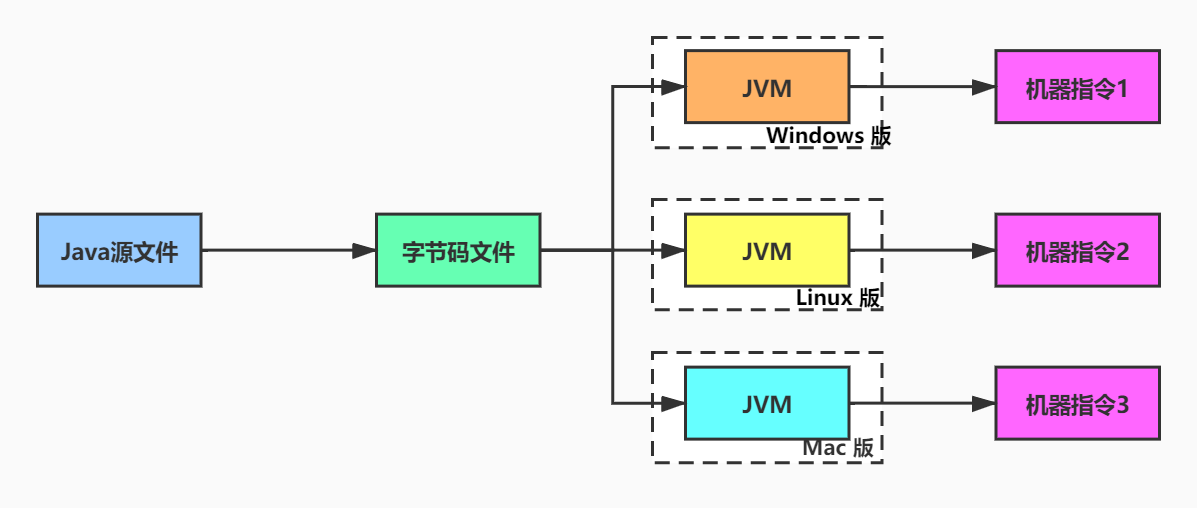 JVM
机器指令1
Windows 版
Java源文件
字节码文件
JVM
机器指令2
Linux 版
JVM
机器指令3
Mac 版